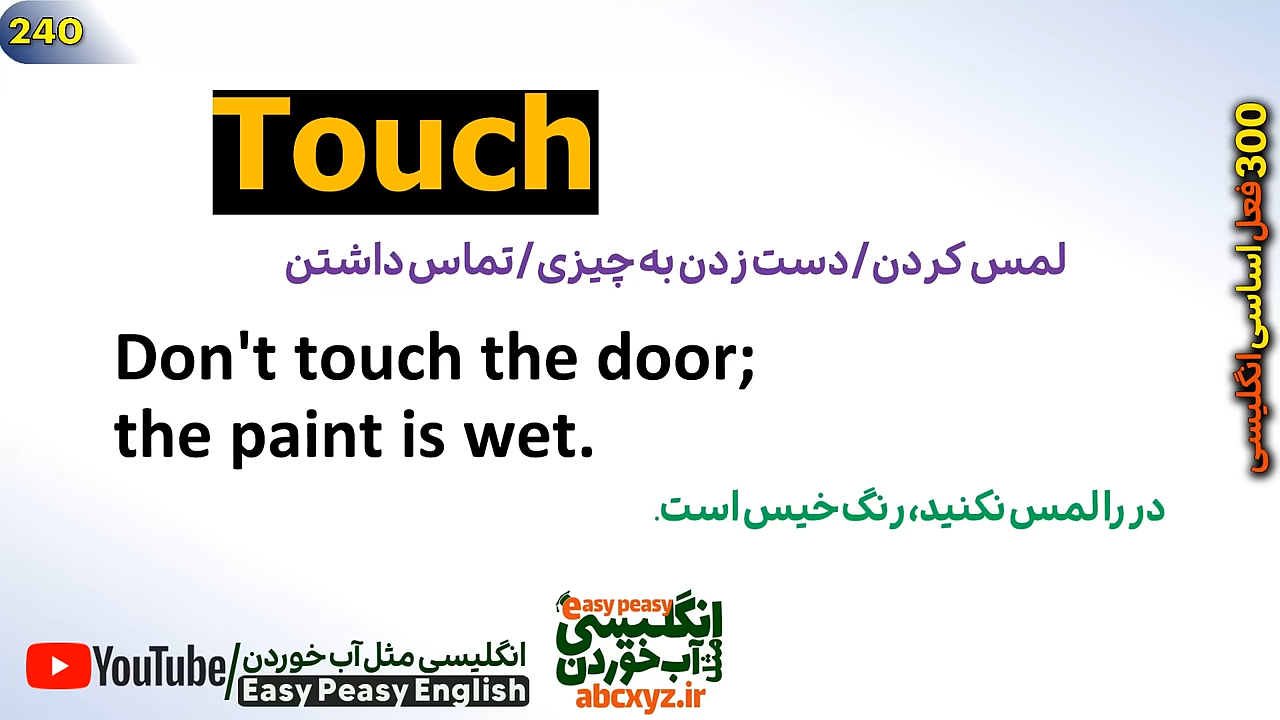 240
Touch
لمس کردن/دست زدن به چیزی/تماس داشتن
Don't touch the door;
the paint is wet.
در را لمس نکنید، رنگ خیس است.
300 فعل اساسی انگلیسی
YouTube/انگلیسی مثل آب خوردن
Easy Peasy English
easy peasy
انگلیسی
مثل آب خوردن
abcxyz.ir